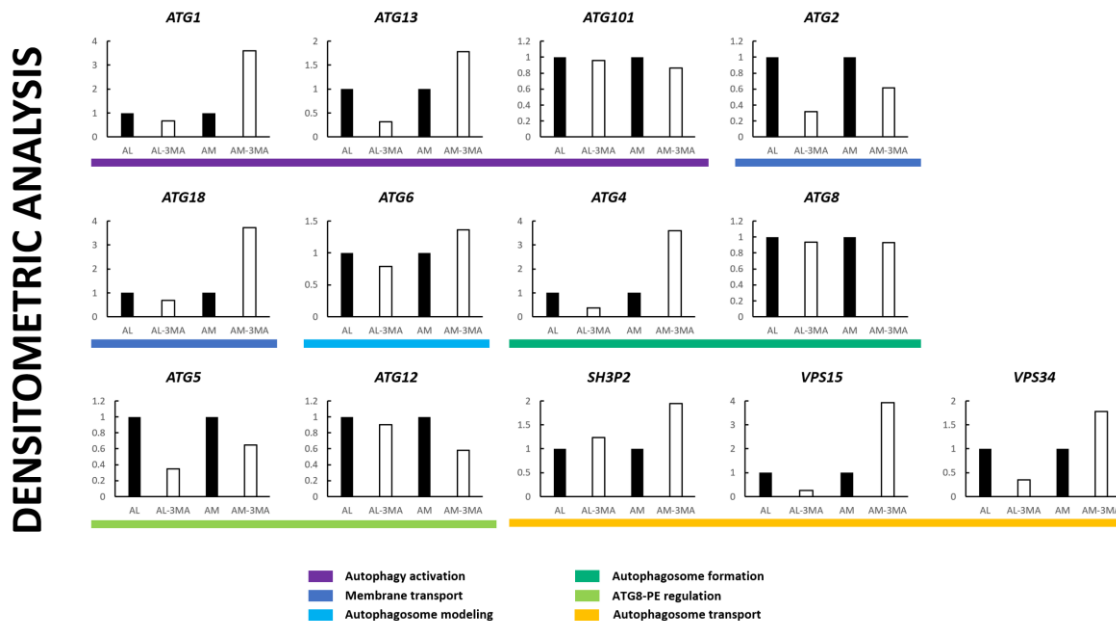 DENSITOMETRIC ANALYSIS
ATG1 ATG13 ATG101 ATG2
4 2 1.2 1.2
3 1.5 1 1
2 1 0.8 0.8
1 0.5 0.6 0.6
0 0 0.4 0.4
0.2 0.2
0 0
AL AL-3MA AM AM-3MA AL AL-3MA AM AM-3MA AL AL-3MA AM AM-3MA AL AL-3MA AM AM-3MA
ATG18 ATG6 ATG4 ATG8
4 1.5 4 1.2
3 1 3 1
2 0.5 2 0.8
1 0 1 0.6
0 0 0.4
0.2
0
AL AL-3MA AM AM-3MA AL AL-3MA AM AM-3MA AL AL-3MA AM AM-3MA AL AL-3MA AM AM-3MA
ATG5 ATG12 SH3P2 VPS15 VPS34
1.2 1.2 2 4 2
1 1 1.5 2 1.5
0.8 0.8 1 1 1
0.6 0.6 0.5 0 0.5
0.4 0.4 0 0
0.2 0.2
0 0
AL AL-3MA AM AM-3MA AL AL-3MA AM AM-3MA AL AL-3MA AM AM-3MA AL AL-3MA AM AM-3MA AL AL-3MA AM AM-3MA
Autophagy activation Autophagosome formation
Membrane transport ATG8-PE regulation
Autophagosome modeling Autophagosome transport